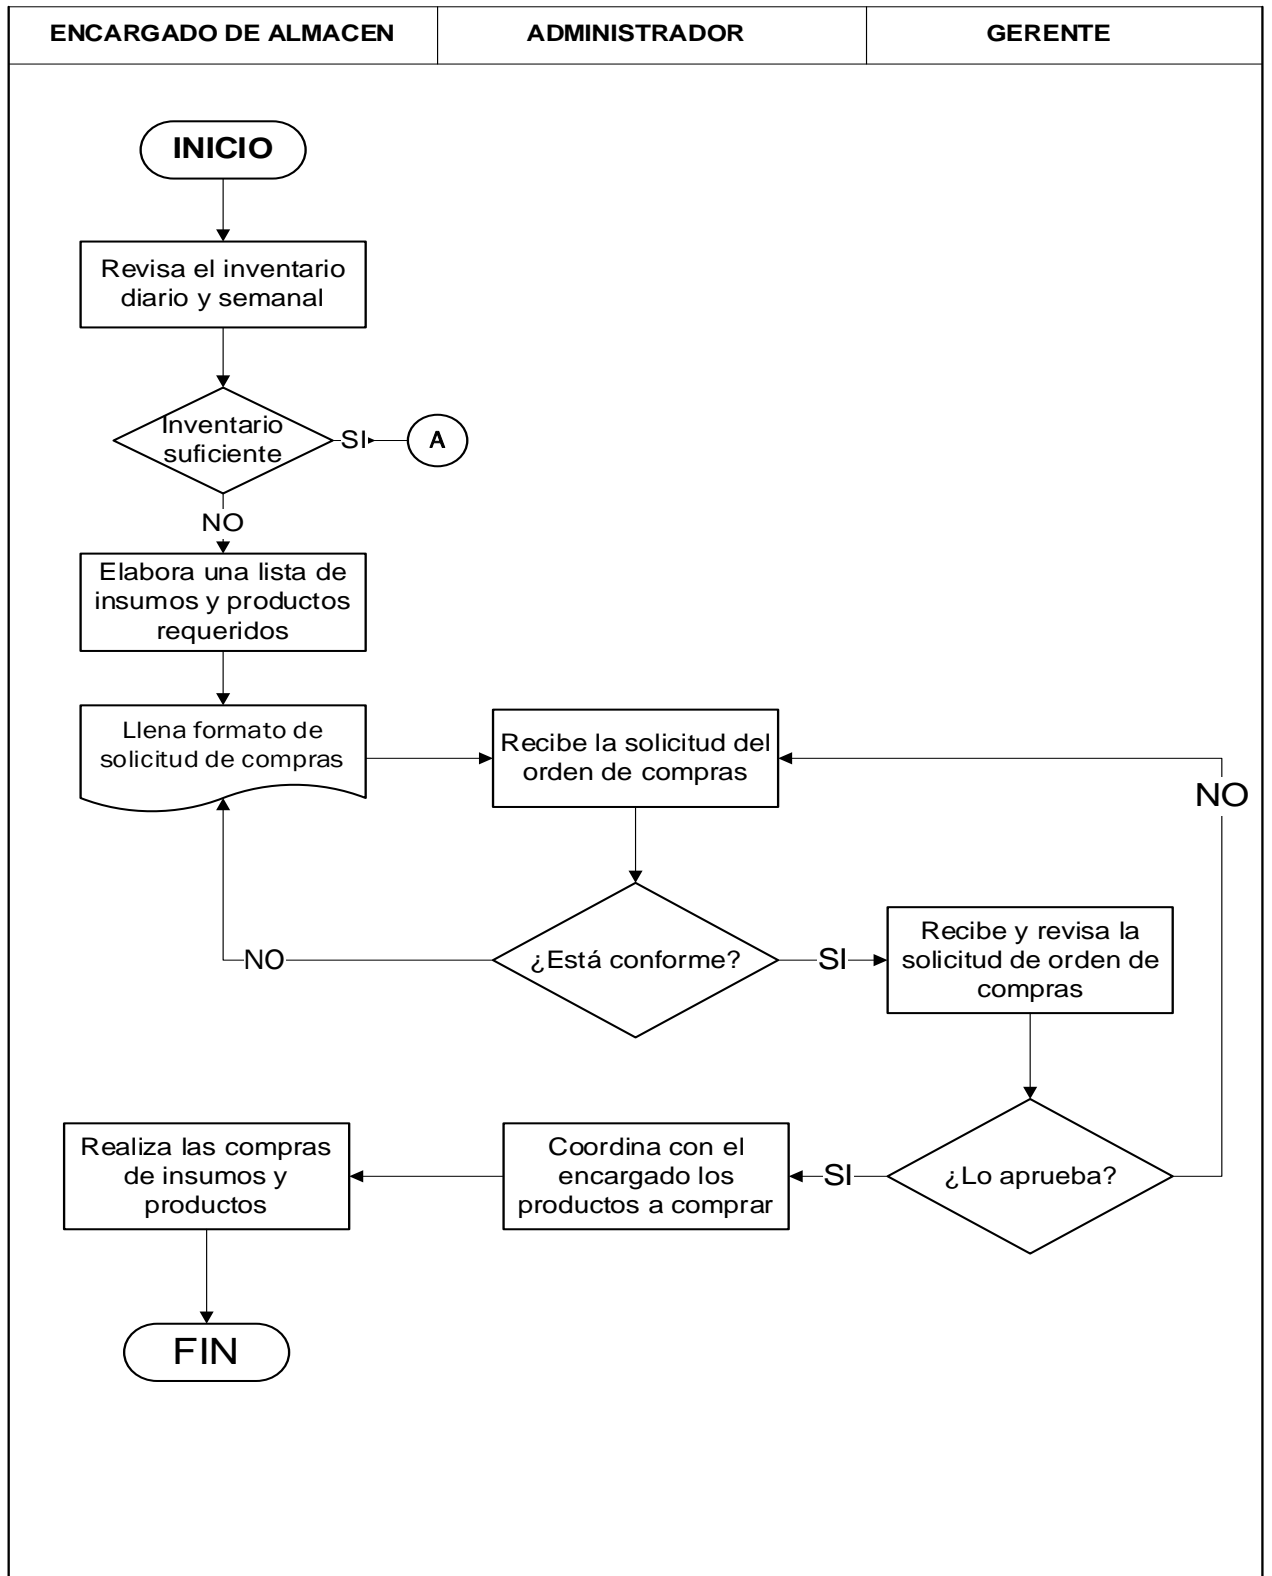 ENCARGADO DE ALMACEN
ADMINISTRADOR
GERENTE
INICIO
Revisa el inventario
diario y semanal
Inventario
suficiente
SI
A
NO
Elabora una lista de
insumos y productos
requeridos
Llena formato de
solicitud de compras
Recibe la solicitud del
orden de compras
NO
¿Está conforme?
NO
SI
Recibe y revisa la
solicitud de orden de
compras
¿Lo aprueba?
SI
Coordina con el
encargado los
productos a comprar
Realiza las compras
de insumos y
productos
FIN